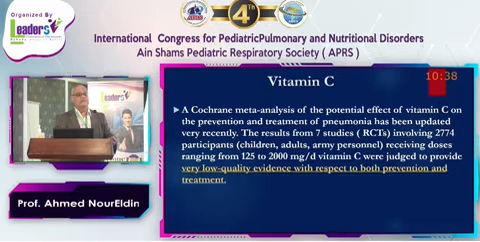 Organized By
Leaders
4TH
International Congress for PediatricPulmonary and Nutritional Disorders
Ain Shams Pediatric Respiratory Society ( APRS )
Vitamin C
10:38
A Cochrane meta-analysis of the potential effect of vitamin C on
the prevention and treatment of pneumonia has been updated
very recently. The results from 7 studies ( RCTs) involving 2774
participants (children, adults, army personnel) receiving doses
ranging from 125 to 2000 mg/d vitamin C were judged to provide
very low-quality evidence with respect to both prevention and
treatment.
Prof. Ahmed NourEldin